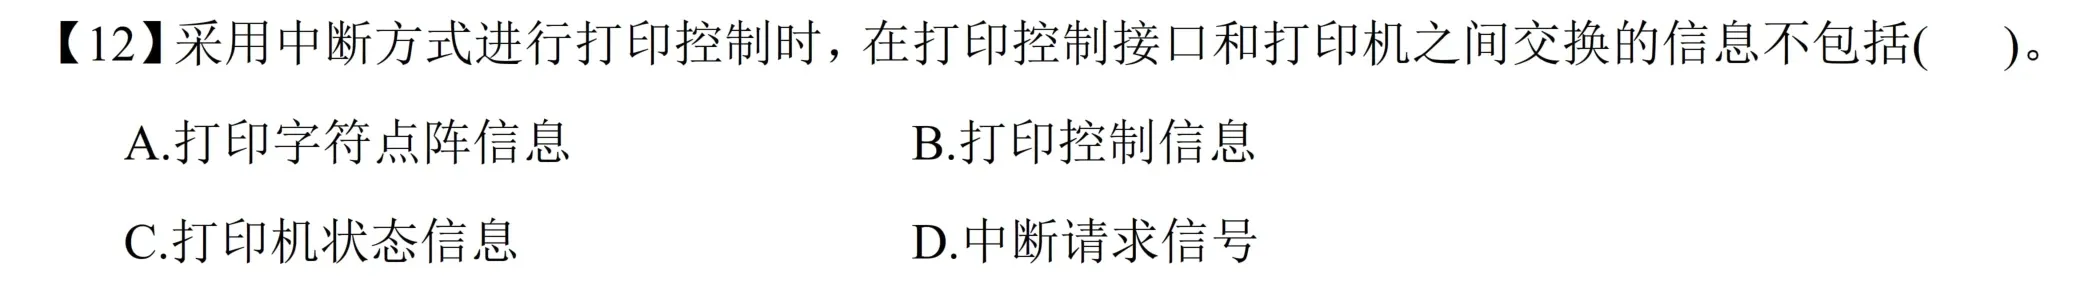 【12】采用中断方式进行打印控制时，在打印控制接口和打印机之间交换的信息不包括(  )。
A.打印字符点阵信息 B.打印控制信息
C.打印机状态信息 D.中断请求信号